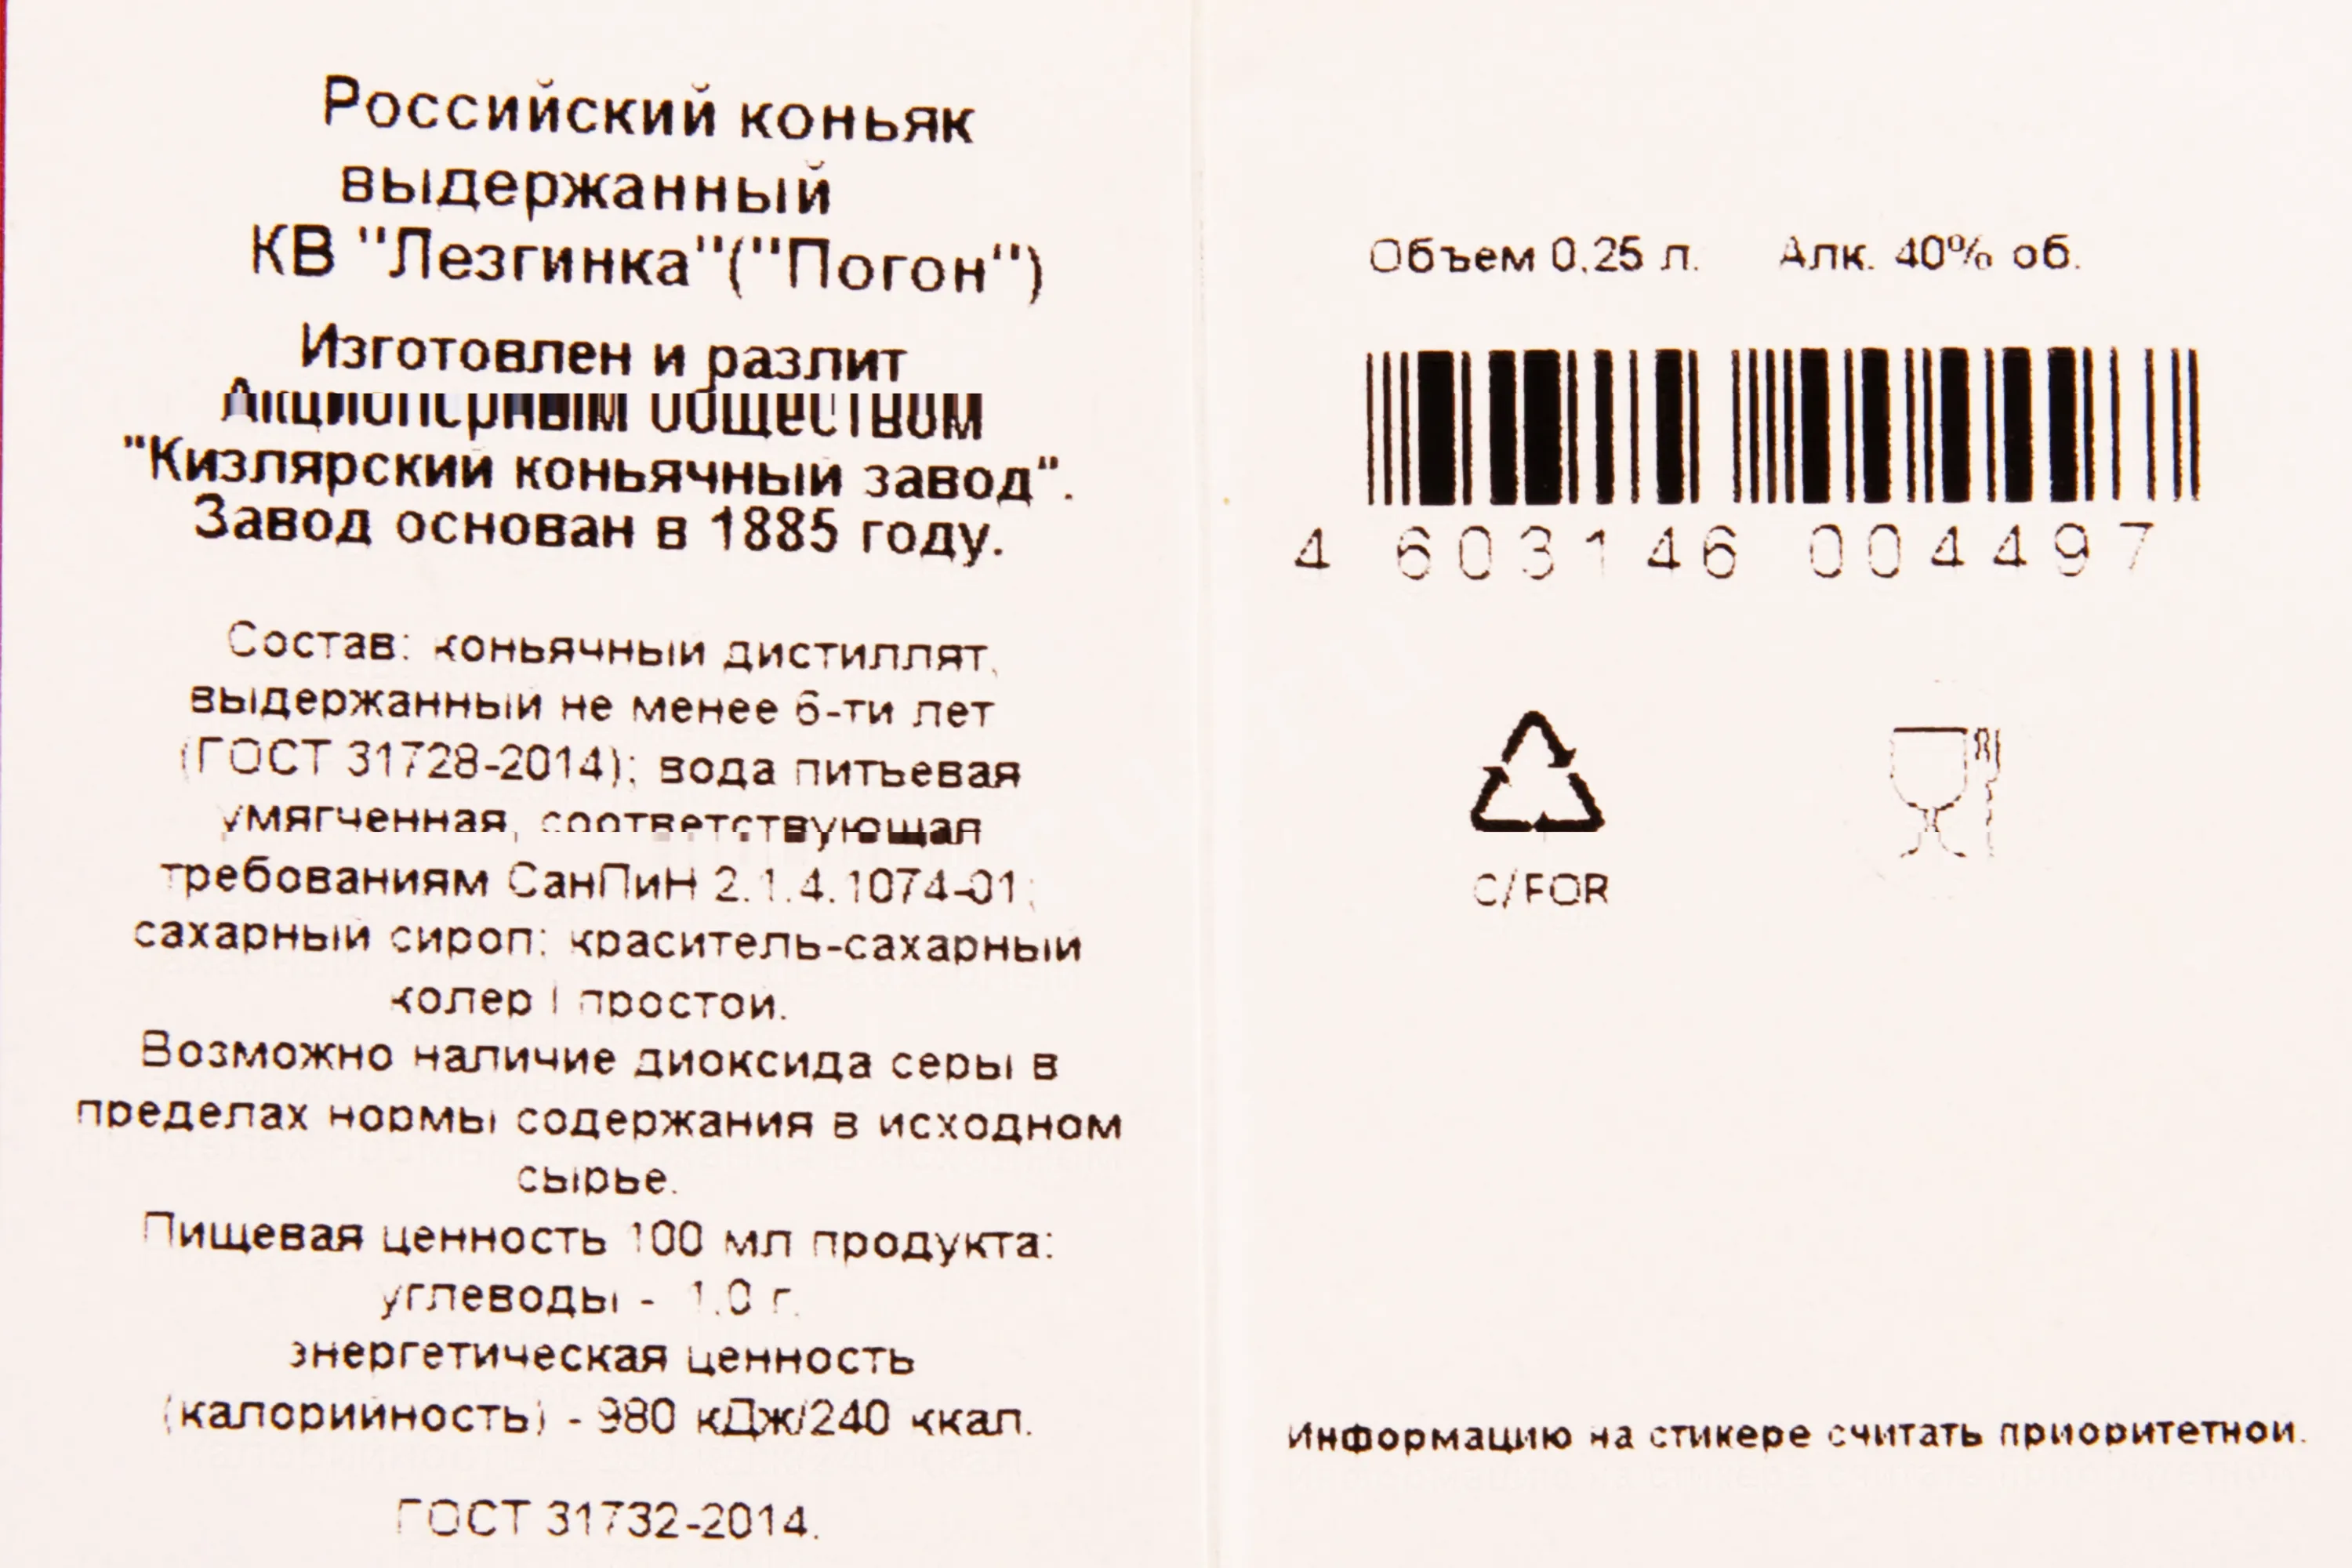 Российский коньяк
выдержанный
КВ "Лезгинка"("Погон")
Изготовлен и разлит
Акционерным обществом
"Кизлярский коньячный завод".
Завод основан в 1885 году.
Состав: коньячный дистиллят,
выдержанный не менее 6-ти лет
(ГОСТ 31728-2014); вода питьевая
умягченная, соответствующая
требованиям СанПиН 2.1.4.1074-01;
сахарный сироп; краситель-сахарный
колер I простой.
Возможно наличие диоксида серы в
пределах нормы содержания в исходном
сырье.
Пищевая ценность 100 мл продукта:
углеводы - 1.0 г.
энергетическая ценность
(калорийность) - 980 кДж/240 ккал.
ГОСТ 31732-2014.
Объем 0.25 л. Алк. 40% об.
4 603146 004497
C/FOR
Информацию на стикере считать приоритетной.